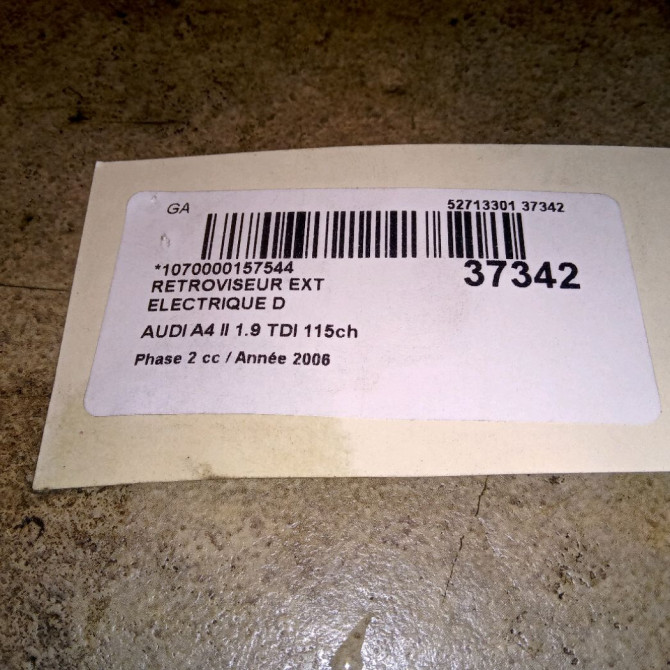 GA
52713301 37342
*1070000157544
37342
RETROVISEUR EXT
ELECTRIQUE D
AUDI A4 II 1.9 TDI 115ch
Phase 2 cc / Année 2006